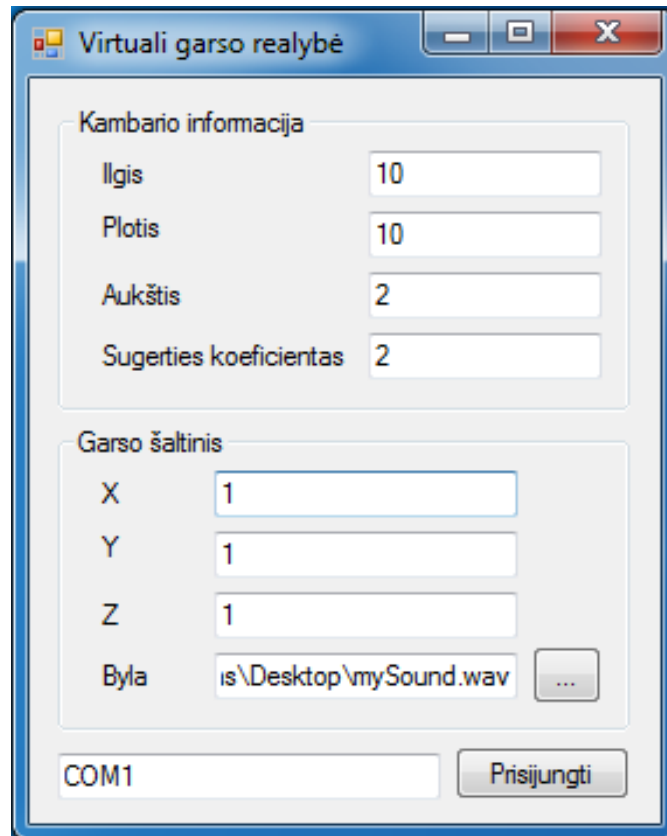 Virtuali garso realybė
Kambario informacija
Ilgis 10
Plotis 10
Aukštis 2
Sugerties koeficientas 2
Garso šaltinis
X 1
Y 1
Z 1
Byla \Desktop\mySound.wav ...
COM1 Prisijungti